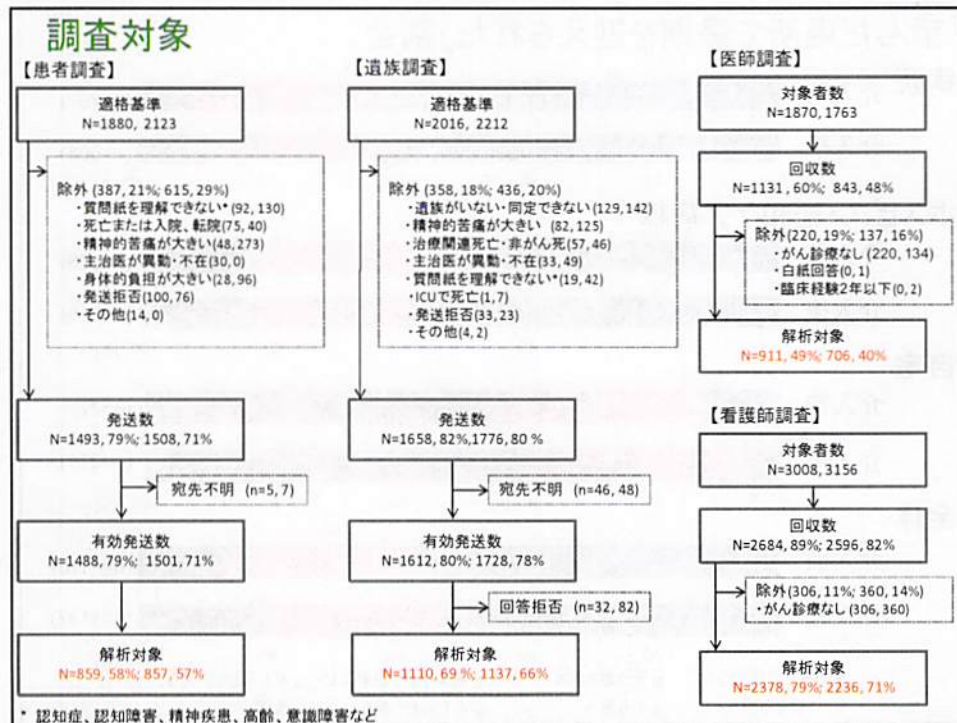 調査対象
【患者調査】
適格基準
N=1880, 2123
除外 (387, 21%; 615, 29%)
・質問紙を理解できない* (92, 130)
・死亡または入院、転院(75, 40)
・精神的苦痛が大きい(48,273)
・主治医が異動・不在(30,0)
・身体的負担が大きい(28,96)
・発送拒否(100,76)
・その他(14,0)
発送数
N=1493, 79%; 1508, 71%
宛先不明 (n=5, 7)
有効発送数
N=1488, 79%; 1501, 71%
解析対象
N=859, 58%; 857, 57%
* 認知症、認知障害、精神疾患、高齢、意識障害など
【遺族調査】
適格基準
N=2016, 2212
除外 (358, 18%; 436, 20%)
・遺族がいない・同定できない(129,142)
・精神的苦痛が大きい (82,125)
・治療関連死亡・非がん死(57,46)
・主治医が異動・不在(33,49)
・質問紙を理解できない*(19,42)
・ICUで死亡(1,7)
・発送拒否(33,23)
・その他(4,2)
発送数
N=1658, 82%,1776, 80 %
宛先不明 (n=46, 48)
有効発送数
N=1612, 80%; 1728, 78%
回答拒否 (n=32, 82)
解析対象
N=1110, 69 %; 1137, 66%
【医師調査】
対象者数
N=1870, 1763
回収数
N=1131, 60%; 843, 48%
除外(220, 19%; 137, 16%)
・がん診療なし (220, 134)
・白紙回答(0, 1)
・臨床経験2年以下(0, 2)
解析対象
N=911, 49%; 706, 40%
【看護師調査】
対象者数
N=3008, 3156
回収数
N=2684, 89%; 2596, 82%
除外(306, 11%; 360, 14%)
・がん診療なし(306,360)
解析対象
N=2378, 79%; 2236, 71%